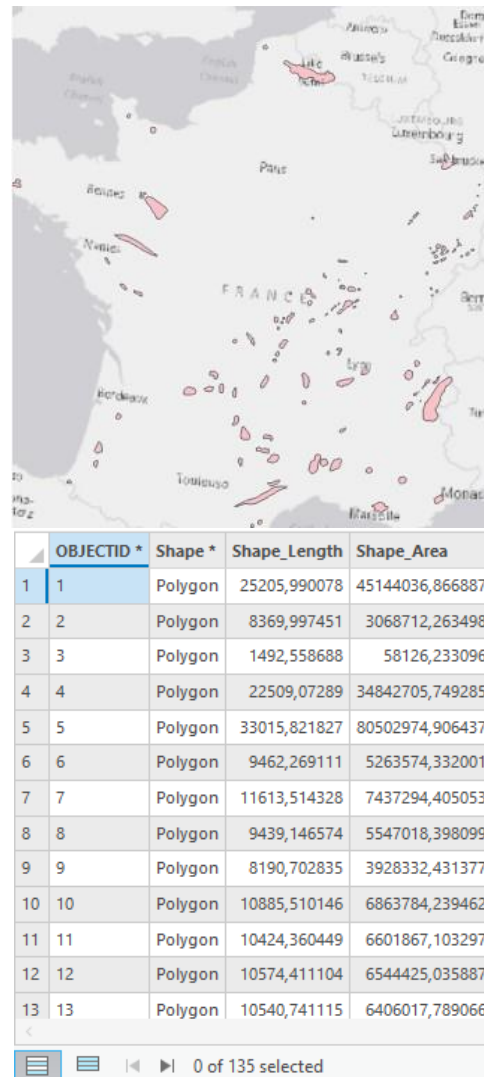 Brussels
BELGIUM
Cologne
LUXEMBOURG
Luxembourg
Paris
Rennes
Nantes
FRANCE
Bern
Lyon
Bordeaux
Toulouse
Marseille
Monac
OBJECTID * Shape * Shape_Length Shape_Area
1 1 Polygon 25205,990078 45144036,866887
2 2 Polygon 8369,997451 3068712,263498
3 3 Polygon 1492,558688 58126,233096
4 4 Polygon 22509,07289 34842705,749285
5 5 Polygon 33015,821827 80502974,906437
6 6 Polygon 9462,269111 5263574,332001
7 7 Polygon 11613,514328 7437294,405053
8 8 Polygon 9439,146574 5547018,398099
9 9 Polygon 8190,702835 3928332,431377
10 10 Polygon 10885,510146 6863784,239462
11 11 Polygon 10424,360449 6601867,103297
12 12 Polygon 10574,411104 6544425,035887
13 13 Polygon 10540,741115 6406017,789066
0 of 135 selected